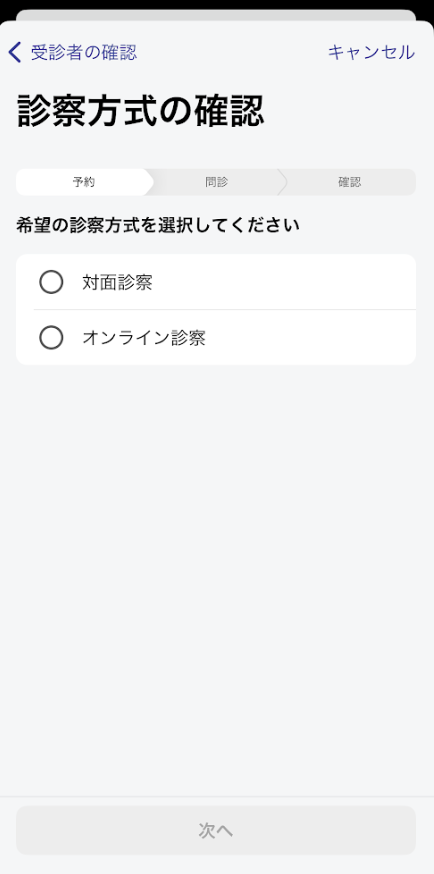 受診者の確認 キャンセル
診察方式の確認
予約 問診 確認
希望の診察方式を選択してください
対面診察
オンライン診察
次へ